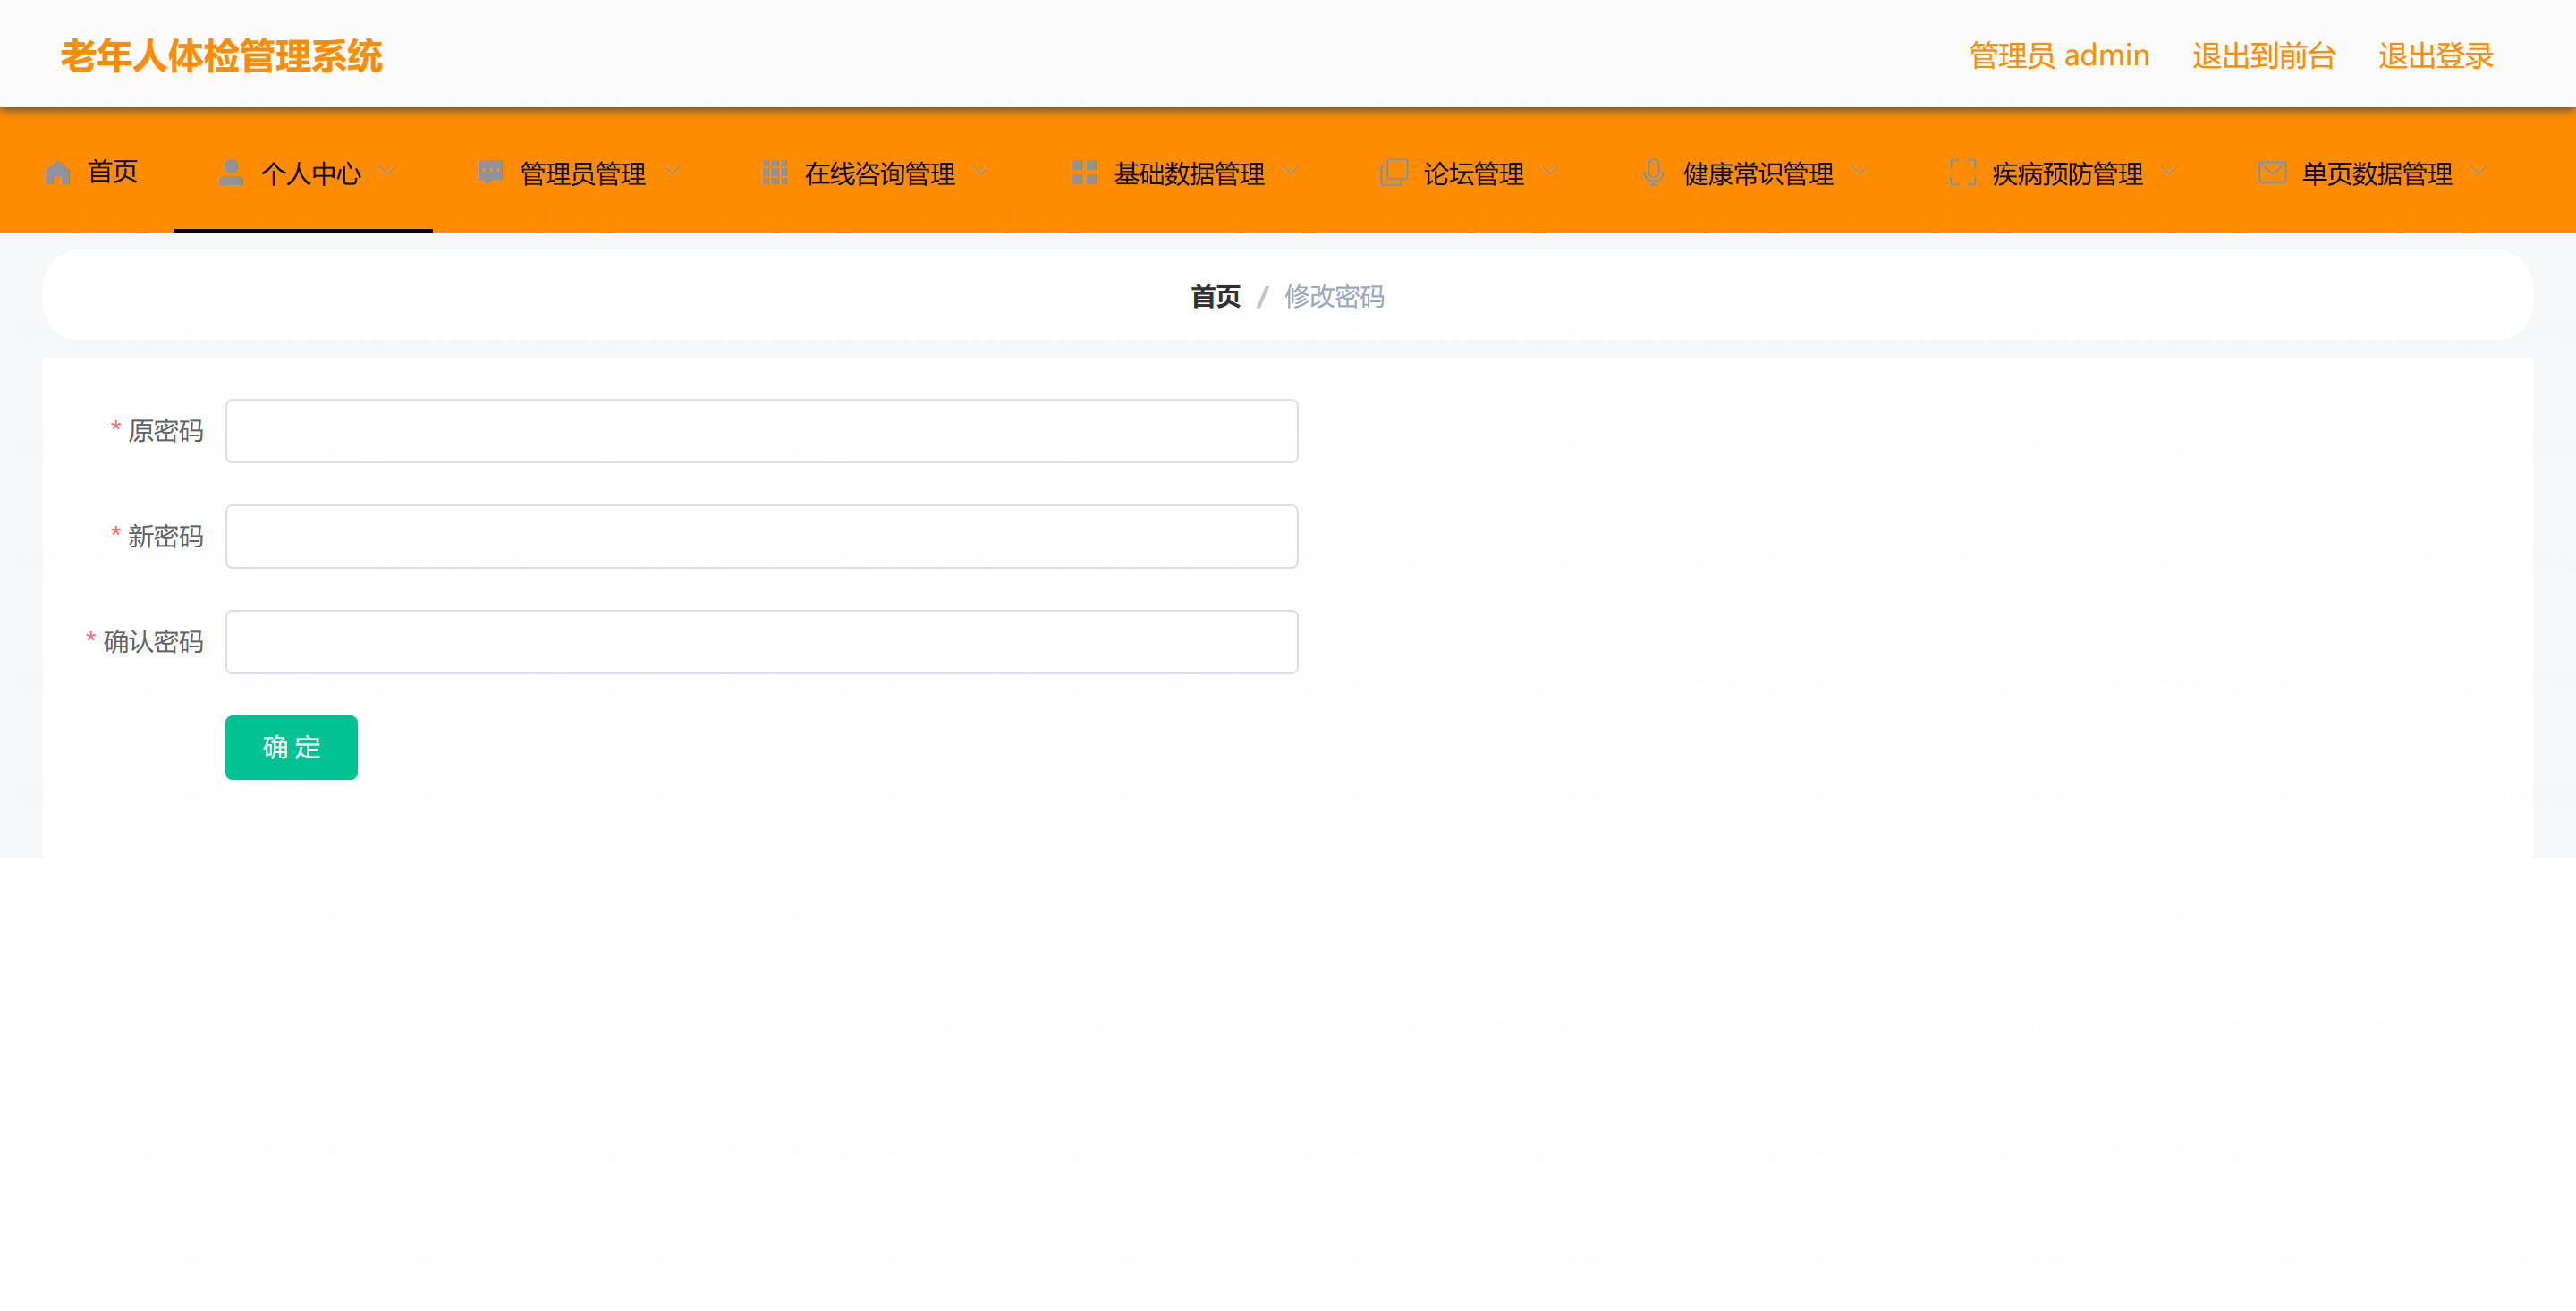 老年人体检管理系统
管理员 admin 退出到前台 退出登录
首页 个人中心 管理员管理 在线咨询管理 基础数据管理 论坛管理 健康常识管理 疾病预防管理 单页数据管理
首页 / 修改密码
* 原密码
* 新密码
* 确认密码
确 定